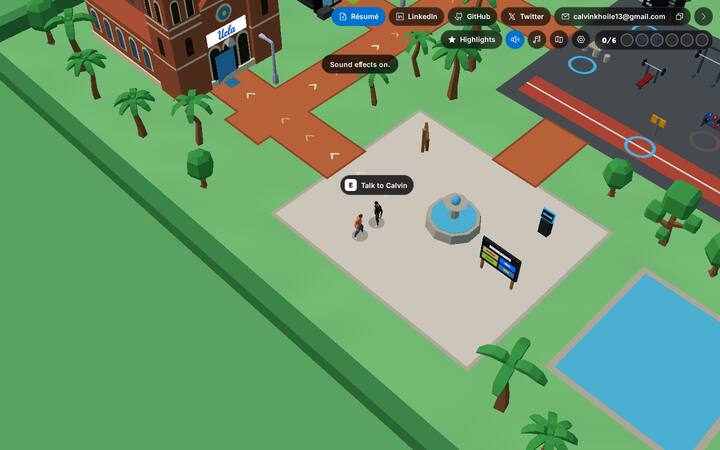 Résumé
LinkedIn
GitHub
Twitter
calvinkhoile13@gmail.com
Highlights
0/6
Sound effects on.
Ucla
E Talk to Calvin